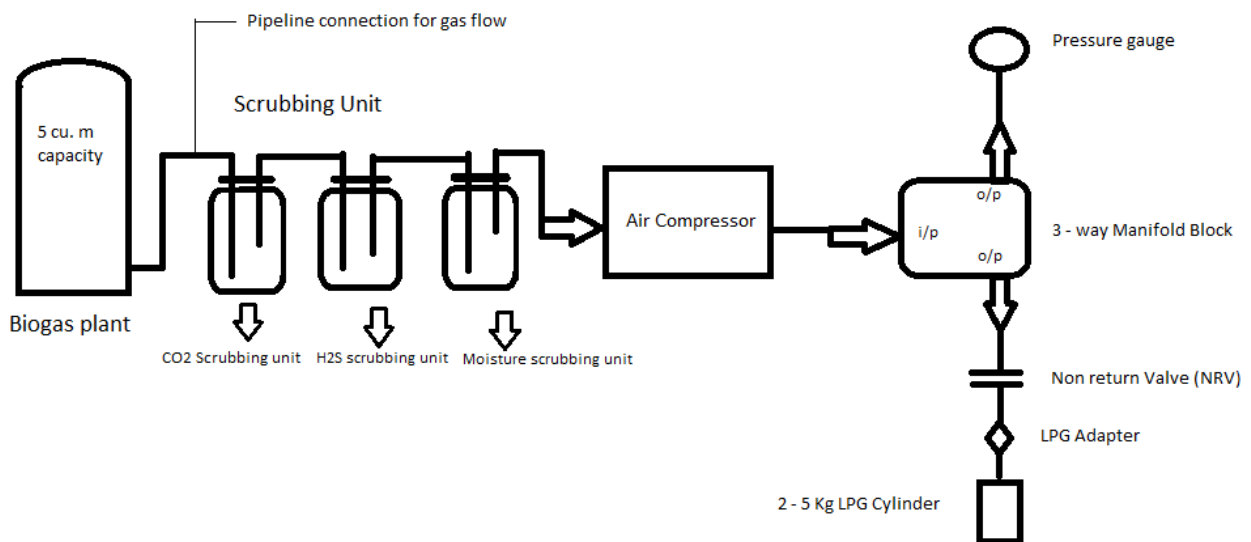 Pipeline connection for gas flow
Pressure gauge
Scrubbing Unit
5 cu. m
capacity
Air Compressor
o/p
i/p
o/p
3 - way Manifold Block
Biogas plant
CO2 Scrubbing unit
H2S scrubbing unit
Moisture scrubbing unit
Non return Valve (NRV)
LPG Adapter
2 - 5 Kg LPG Cylinder